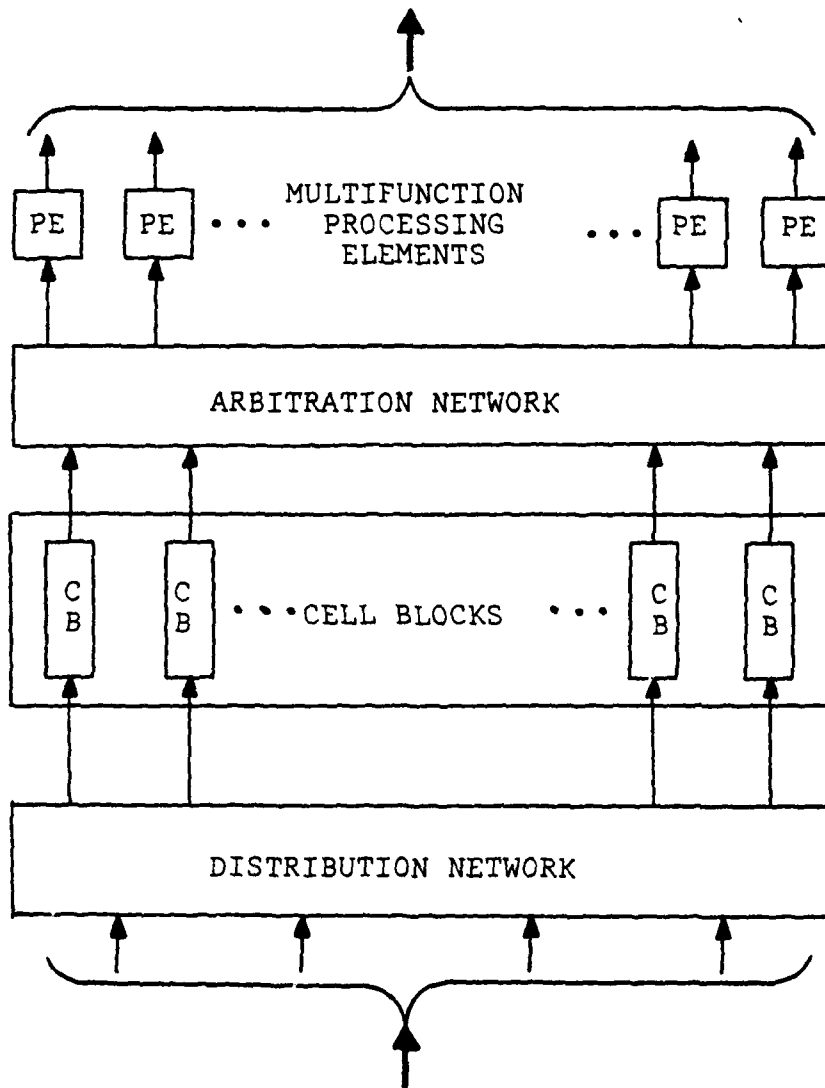 MULTIFUNCTION
PROCESSING
ELEMENTS
PE PE ... ... PE PE
ARBITRATION NETWORK
C B C B ... CELL BLOCKS ... C B C B
DISTRIBUTION NETWORK